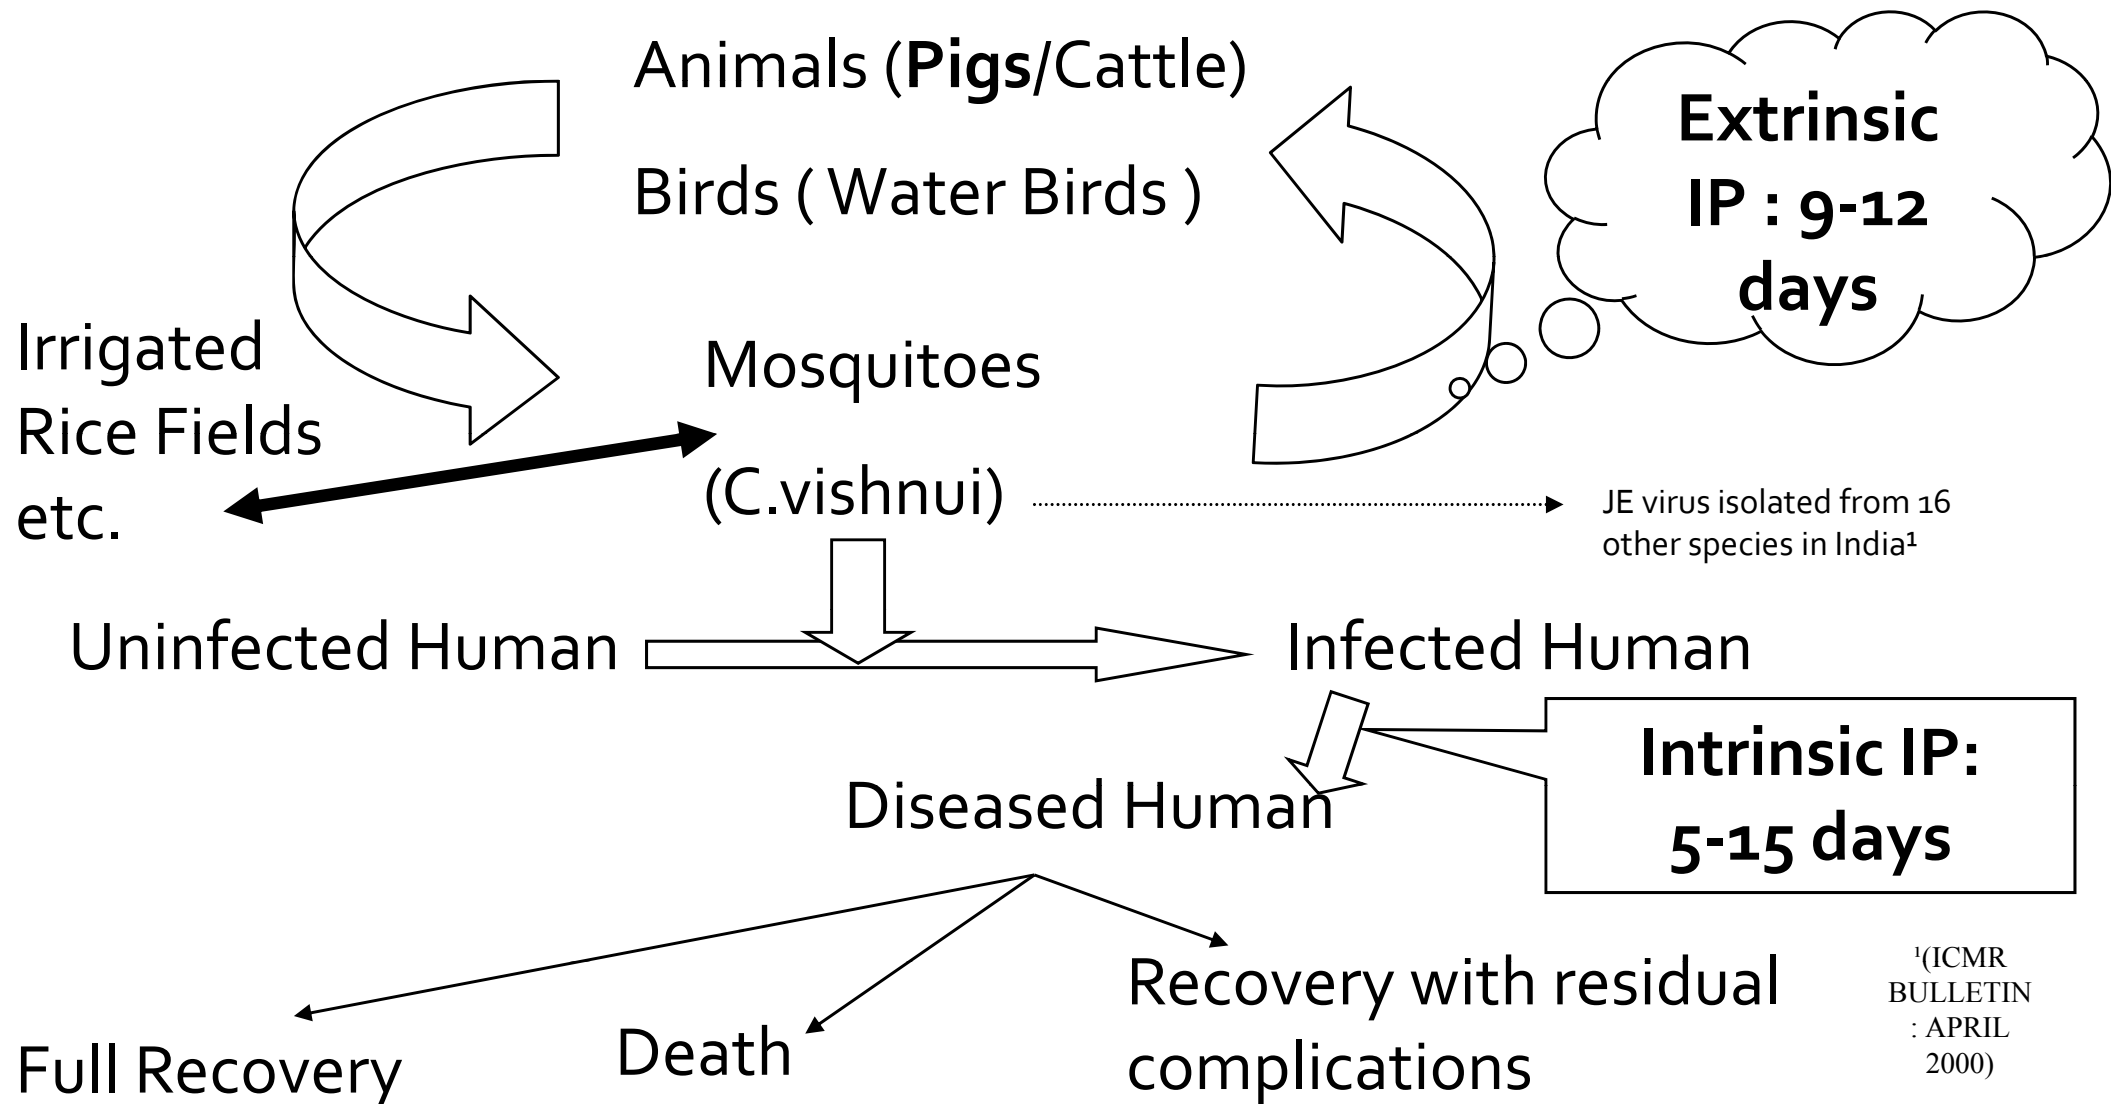 Animals (Pigs/Cattle)
Birds ( Water Birds )
Extrinsic
IP : 9-12
days
Irrigated
Rice Fields
etc.
Mosquitoes
(C.vishnui)
JE virus isolated from 16
other species in India¹
Uninfected Human
Infected Human
Intrinsic IP:
5-15 days
Diseased Human
Full Recovery
Death
Recovery with residual
complications
¹(ICMR
BULLETIN
: APRIL
2000)